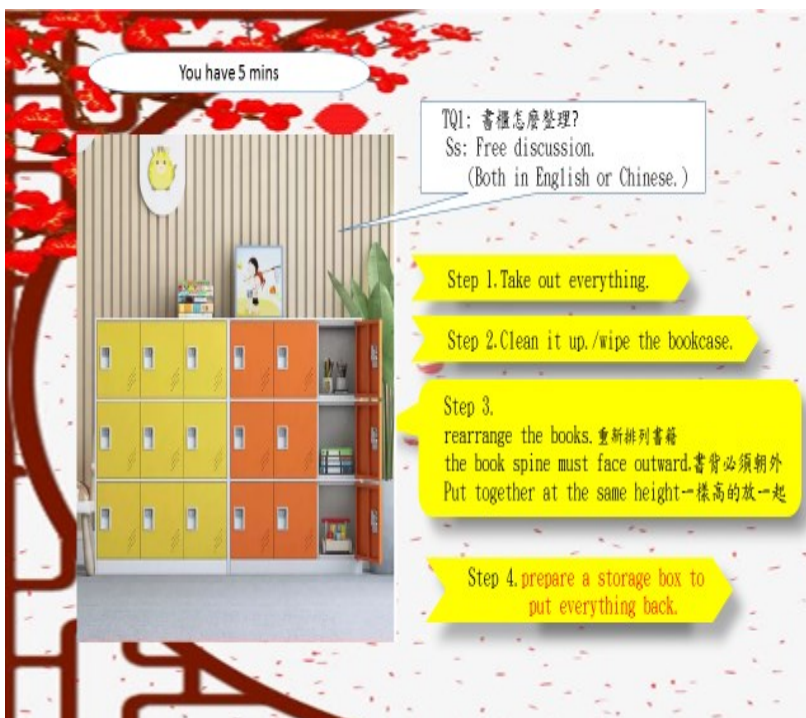 You have 5 mins
TQ1: 書櫃怎麼整理?
Ss: Free discussion.
(Both in English or Chinese.)
Step 1.Take out everything.
Step 2.Clean it up./wipe the bookcase.
Step 3.
rearrange the books.重新排列書籍
the book spine must face outward.書背必須朝外
Put together at the same height一樣高的放一起
Step 4.prepare a storage box to
put everything back.